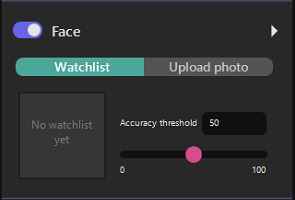 Face
Watchlist
Upload photo
No watchlist
yet
Accuracy threshold
50
0
100